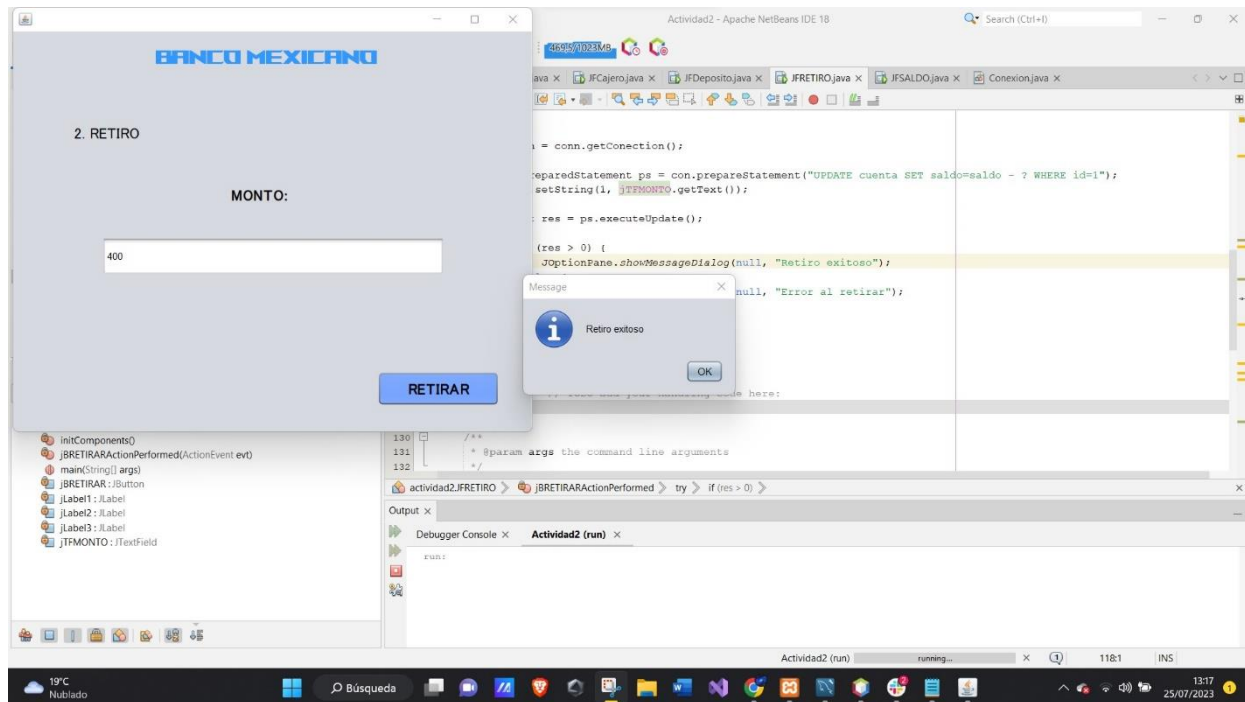 Actividad2 - Apache NetBeans IDE 18
Search (Ctrl+I)
BANCO MEXICANO
2. RETIRO
MONTO:
400
RETIRAR
469.5/1023MB
JFCajero.java
JFDeposito.java
JFRETIRO.java
JFSALDO.java
Conexion.java
= conn.getConection();
reparedStatement ps = con.prepareStatement("UPDATE cuenta SET saldo=saldo - ? WHERE id=1");
setString(1, jTFMONTO.getText());
res = ps.executeUpdate();
(res > 0) {
JOptionPane.showMessageDialog(null, "Retiro exitoso");
null, "Error al retirar");
Message
Retiro exitoso
OK
here:
130 /**
131 * @param args the command line arguments
132 */
initComponents()
jBRETIRARActionPerformed(ActionEvent evt)
main(String[] args)
jBRETIRAR : JButton
jLabel1 : JLabel
jLabel2 : JLabel
jLabel3 : JLabel
jTFMONTO : JTextField
actividad2.JFRETIRO jBRETIRARActionPerformed try if (res > 0)
Output
Debugger Console
Actividad2 (run)
run:
Actividad2 (run)
running...
118:1
INS
19°C
Nublado
Búsqueda
13:17
25/07/2023